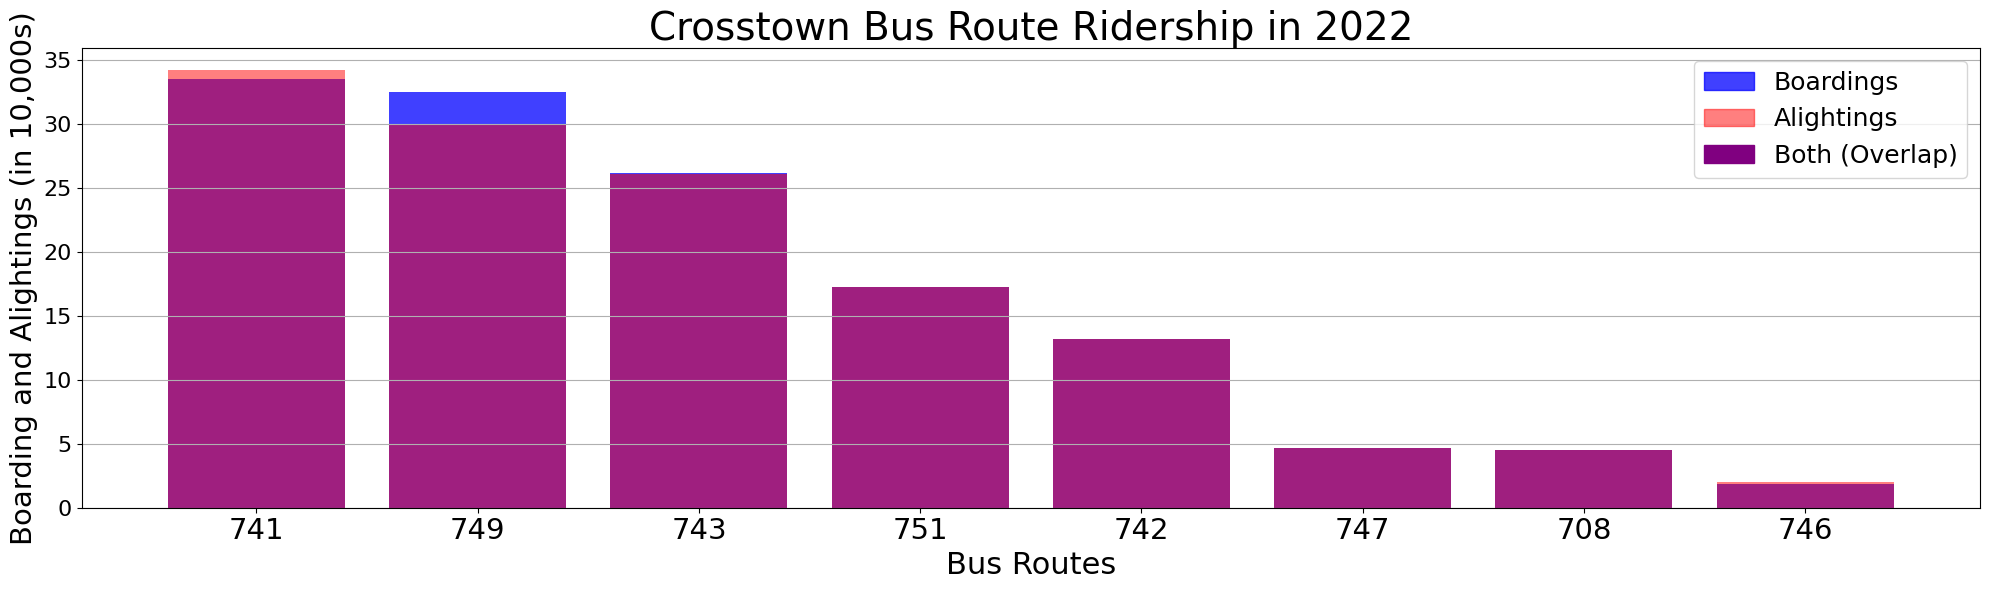 Crosstown Bus Route Ridership in 2022
Boarding and Alightings (in 10,000s)
35
30
25
20
15
10
5
0
Boardings
Alightings
Both (Overlap)
741 749 743 751 742 747 708 746
Bus Routes